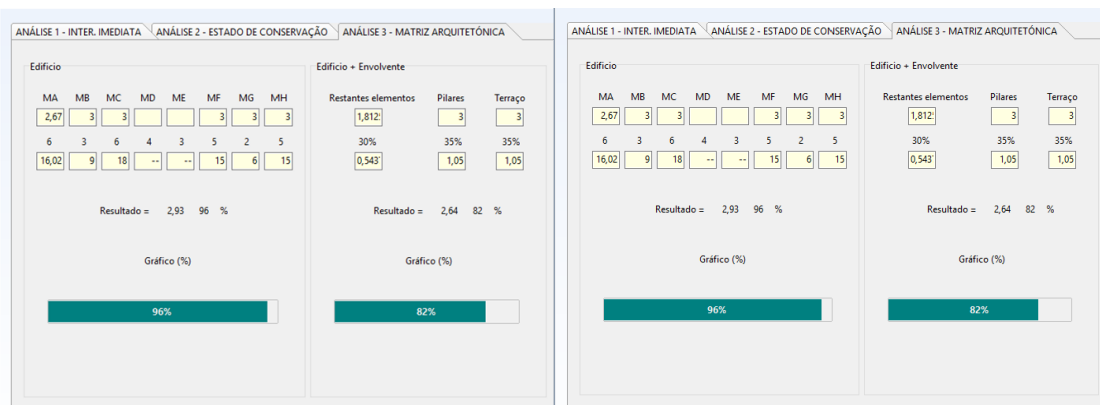 ANÁLISE 1 - INTER. IMEDIATA ANÁLISE 2 - ESTADO DE CONSERVAÇÃO ANÁLISE 3 - MATRIZ ARQUITETÓNICA
Edificio
MA MB MC MD ME MF MG MH
2,67 3 3 3 3 3
6 3 6 4 3 5 2 5
16,02 9 18 -- -- 15 6 15
Resultado = 2,93 96 %
Gráfico (%)
96%
Edificio + Envolvente
Restantes elementos Pilares Terraço
1,812 3 3
30% 35% 35%
0,543 1,05 1,05
Resultado = 2,64 82 %
Gráfico (%)
82%
ANÁLISE 1 - INTER. IMEDIATA ANÁLISE 2 - ESTADO DE CONSERVAÇÃO ANÁLISE 3 - MATRIZ ARQUITETÓNICA
Edificio
MA MB MC MD ME MF MG MH
2,67 3 3 3 3 3
6 3 6 4 3 5 2 5
16,02 9 18 -- -- 15 6 15
Resultado = 2,93 96 %
Gráfico (%)
96%
Edificio + Envolvente
Restantes elementos Pilares Terraço
1,812 3 3
30% 35% 35%
0,543 1,05 1,05
Resultado = 2,64 82 %
Gráfico (%)
82%